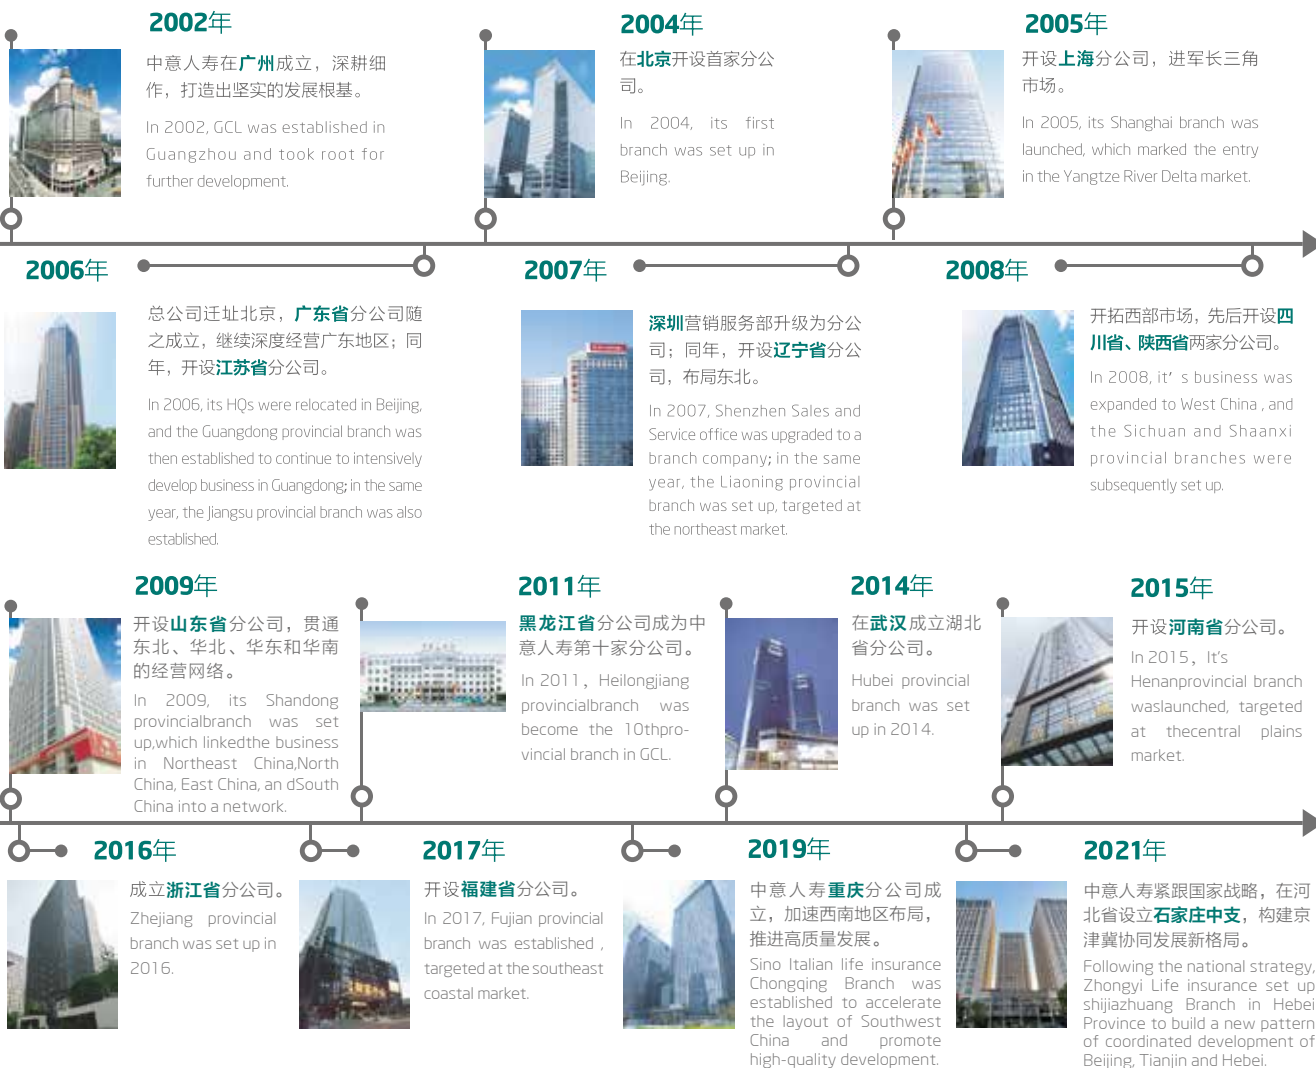 2002年
中意人寿在广州成立，深耕细
作，打造出坚实的发展根基。
In 2002, GCL was established in
Guangzhou and took root for
further development.
2004年
在北京开设首家分公
司。
In 2004, its first
branch was set up in
Beijing.
2005年
开设上海分公司，进军长三角
市场。
In 2005, its Shanghai branch was
launched, which marked the entry
in the Yangtze River Delta market.
2006年
总公司迁址北京，广东省分公司随
之成立，继续深度经营广东地区；同
年，开设江苏省分公司。
In 2006, its HQs were relocated in Beijing,
and the Guangdong provincial branch was
then established to continue to intensively
develop business in Guangdong; in the same
year, the Jiangsu provincial branch was also
established.
2007年
深圳营销服务部升级为分公
司；同年，开设辽宁省分公
司，布局东北。
In 2007, Shenzhen Sales and
Service office was upgraded to a
branch company; in the same
year, the Liaoning provincial
branch was set up, targeted at
the northeast market.
2008年
开拓西部市场，先后开设四
川省、陕西省两家分公司。
In 2008, it’ s business was
expanded to West China , and
the Sichuan and Shaanxi
provincial branches were
subsequently set up.
2009年
开设山东省分公司，贯通
东北、华北、华东和华南
的经营网络。
In 2009, its Shandong
provincialbranch was set
up,which linkedthe business
in Northeast China,North
China, East China, an dSouth
China into a network.
2011年
黑龙江省分公司成为中
意人寿第十家分公司。
In 2011，Heilongjiang
provincialbranch was
become the 10thpro-
vincial branch in GCL.
2014年
在武汉成立湖北
省分公司。
Hubei provincial
branch was set
up in 2014.
2015年
开设河南省分公司。
In 2015，It's
Henanprovincial branch
waslaunched, targeted
at thecentral plains
market.
2016年
成立浙江省分公司。
Zhejiang provincial
branch was set up in
2016.
2017年
开设福建省分公司。
In 2017, Fujian provincial
branch was established ,
targeted at the southeast
coastal market.
2019年
中意人寿重庆分公司成
立，加速西南地区布局，
推进高质量发展。
Sino Italian life insurance
Chongqing Branch was
established to accelerate
the layout of Southwest
China and promote
high-quality development.
2021年
中意人寿紧跟国家战略，在河
北省设立石家庄中支，构建京
津冀协同发展新格局。
Following the national strategy,
Zhongyi Life insurance set up
shijiazhuang Branch in Hebei
Province to build a new pattern
of coordinated development of
Beijing, Tianjin and Hebei.